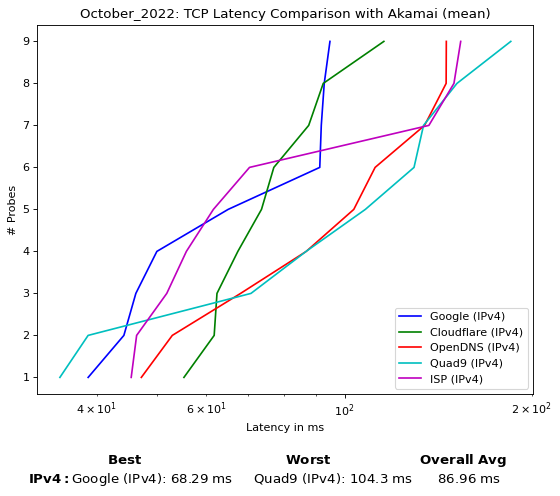 October_2022: TCP Latency Comparison with Akamai (mean)
# Probes
9
8
7
6
5
4
3
2
1
Google (IPv4)
Cloudflare (IPv4)
OpenDNS (IPv4)
Quad9 (IPv4)
ISP (IPv4)
4 × 10¹ 6 × 10¹ 10² 2 × 10²
Latency in ms
Best Worst Overall Avg
IPv4: Google (IPv4): 68.29 ms Quad9 (IPv4): 104.3 ms 86.96 ms